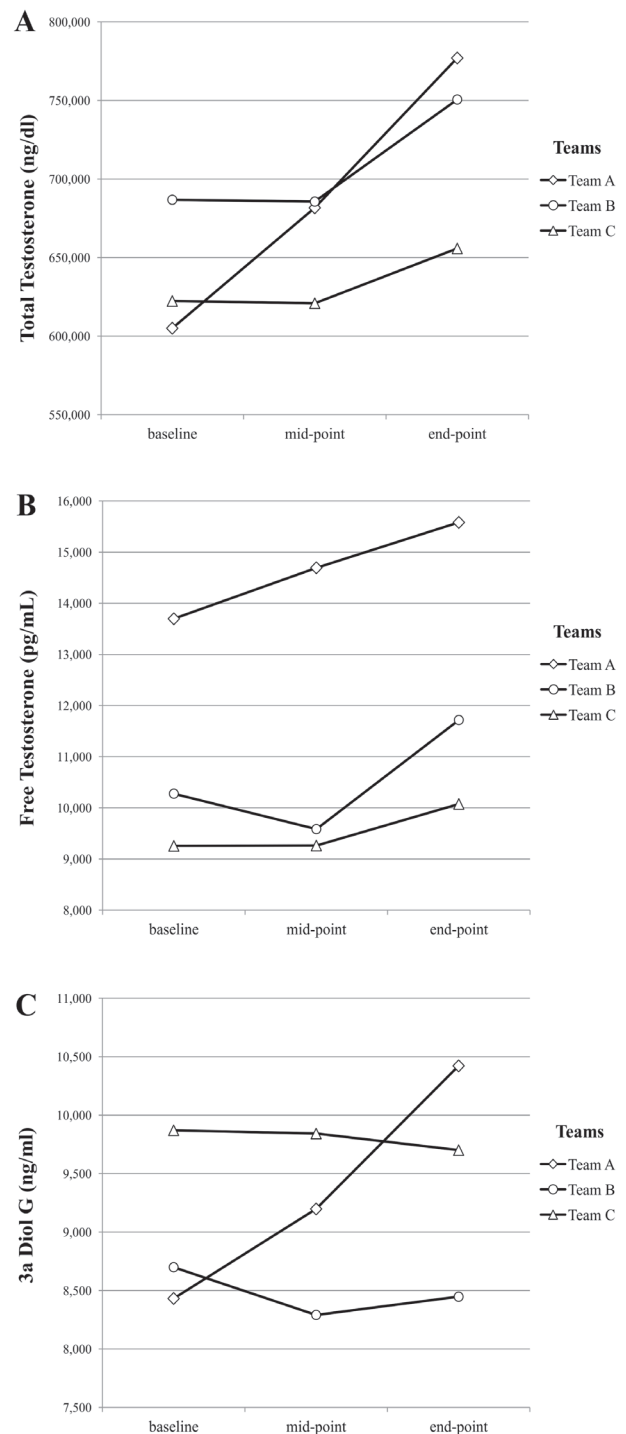 A
Total Testosterone (ng/dl)
800,000
750,000
700,000
650,000
600,000
550,000
baseline
mid-point
end-point
Teams
Team A
Team B
Team C
B
Free Testosterone (pg/mL)
16,000
15,000
14,000
13,000
12,000
11,000
10,000
9,000
8,000
baseline
mid-point
end-point
Teams
Team A
Team B
Team C
C
3a Diol G (ng/ml)
11,000
10,500
10,000
9,500
9,000
8,500
8,000
7,500
baseline
mid-point
end-point
Teams
Team A
Team B
Team C